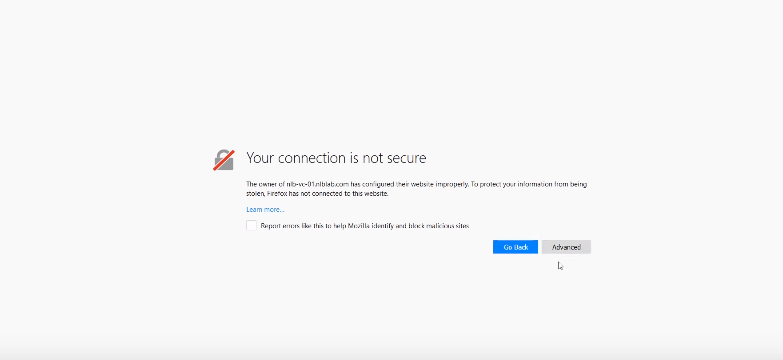 Your connection is not secure
The owner of nlb-vc-01.nlblab.com has configured their website improperly. To protect your information from being
stolen, Firefox has not connected to this website.
Learn more...
Report errors like this to help Mozilla identify and block malicious sites
Go Back Advanced